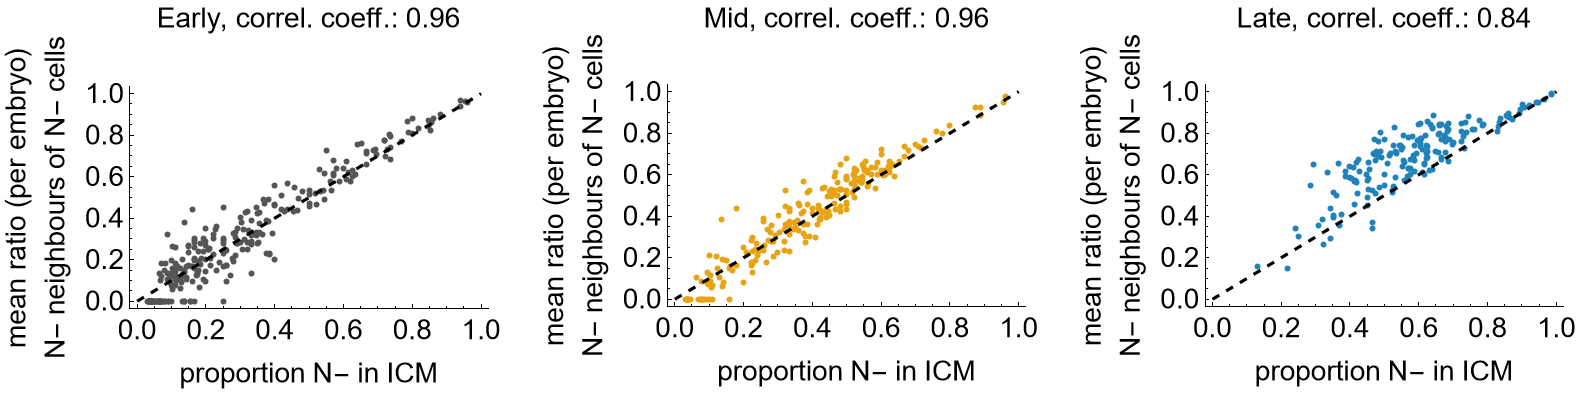 Early, correl. coeff.: 0.96
mean ratio (per embryo)
N− neighbours of N− cells
1.0
0.8
0.6
0.4
0.2
0.0
0.0 0.2 0.4 0.6 0.8 1.0
proportion N− in ICM
Mid, correl. coeff.: 0.96
mean ratio (per embryo)
N− neighbours of N− cells
1.0
0.8
0.6
0.4
0.2
0.0
0.0 0.2 0.4 0.6 0.8 1.0
proportion N− in ICM
Late, correl. coeff.: 0.84
mean ratio (per embryo)
N− neighbours of N− cells
1.0
0.8
0.6
0.4
0.2
0.0
0.0 0.2 0.4 0.6 0.8 1.0
proportion N− in ICM